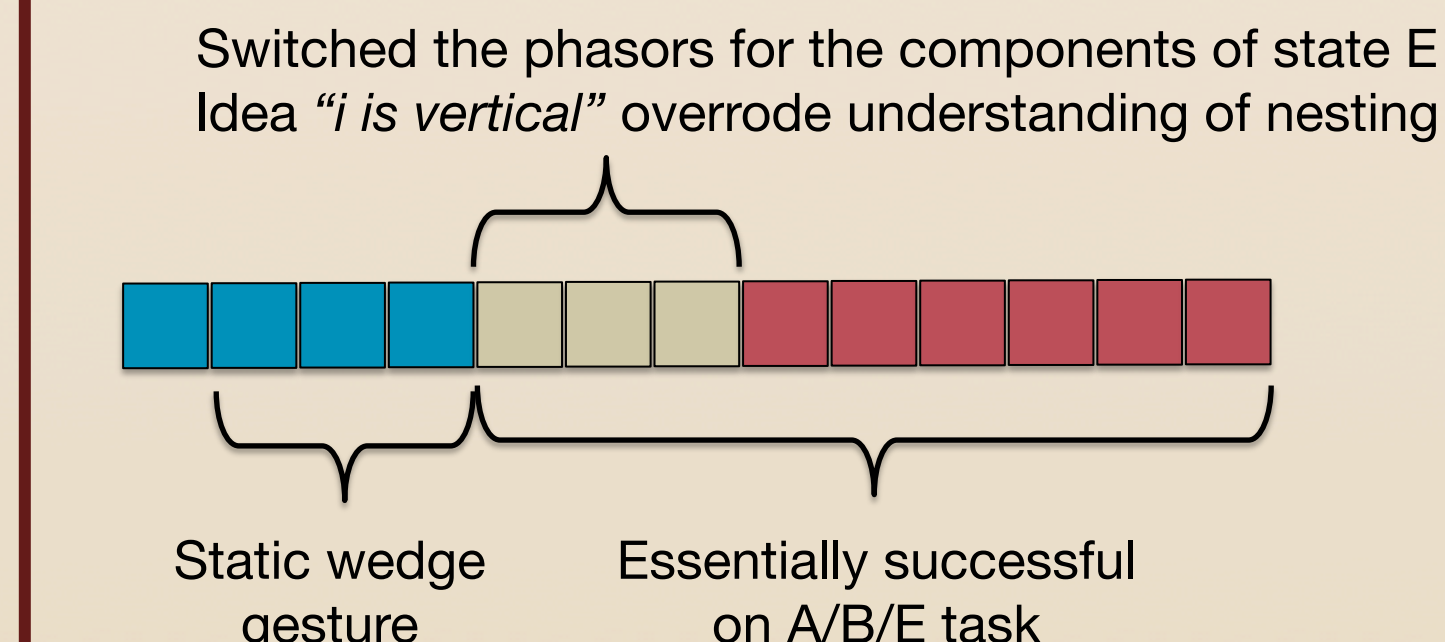 Switched the phasors for the components of state E
Idea “i is vertical” overrode understanding of nesting
Static wedge
gesture
Essentially successful
on A/B/E task